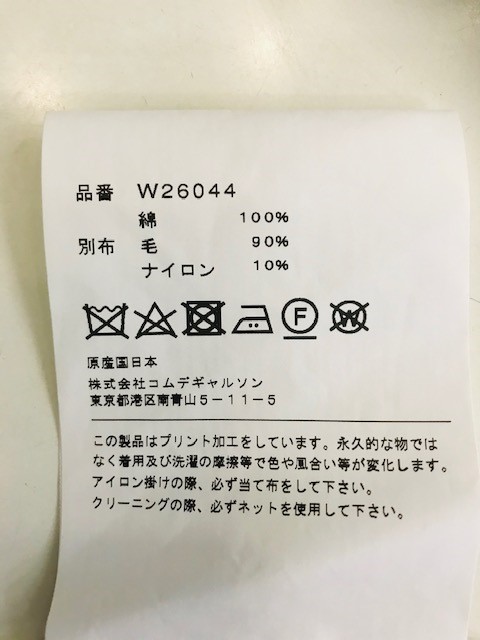 品番 W26044
綿 100%
別布 毛 90%
ナイロン 10%
F W
原産国日本
株式会社コムデギャルソン
東京都港区南青山5-11-5
この製品はプリント加工をしています。永久的な物では
なく着用及び洗濯の摩擦等で色や風合い等が変化します。
アイロン掛けの際、必ず当て布をして下さい。
クリーニングの際、必ずネットを使用して下さい。